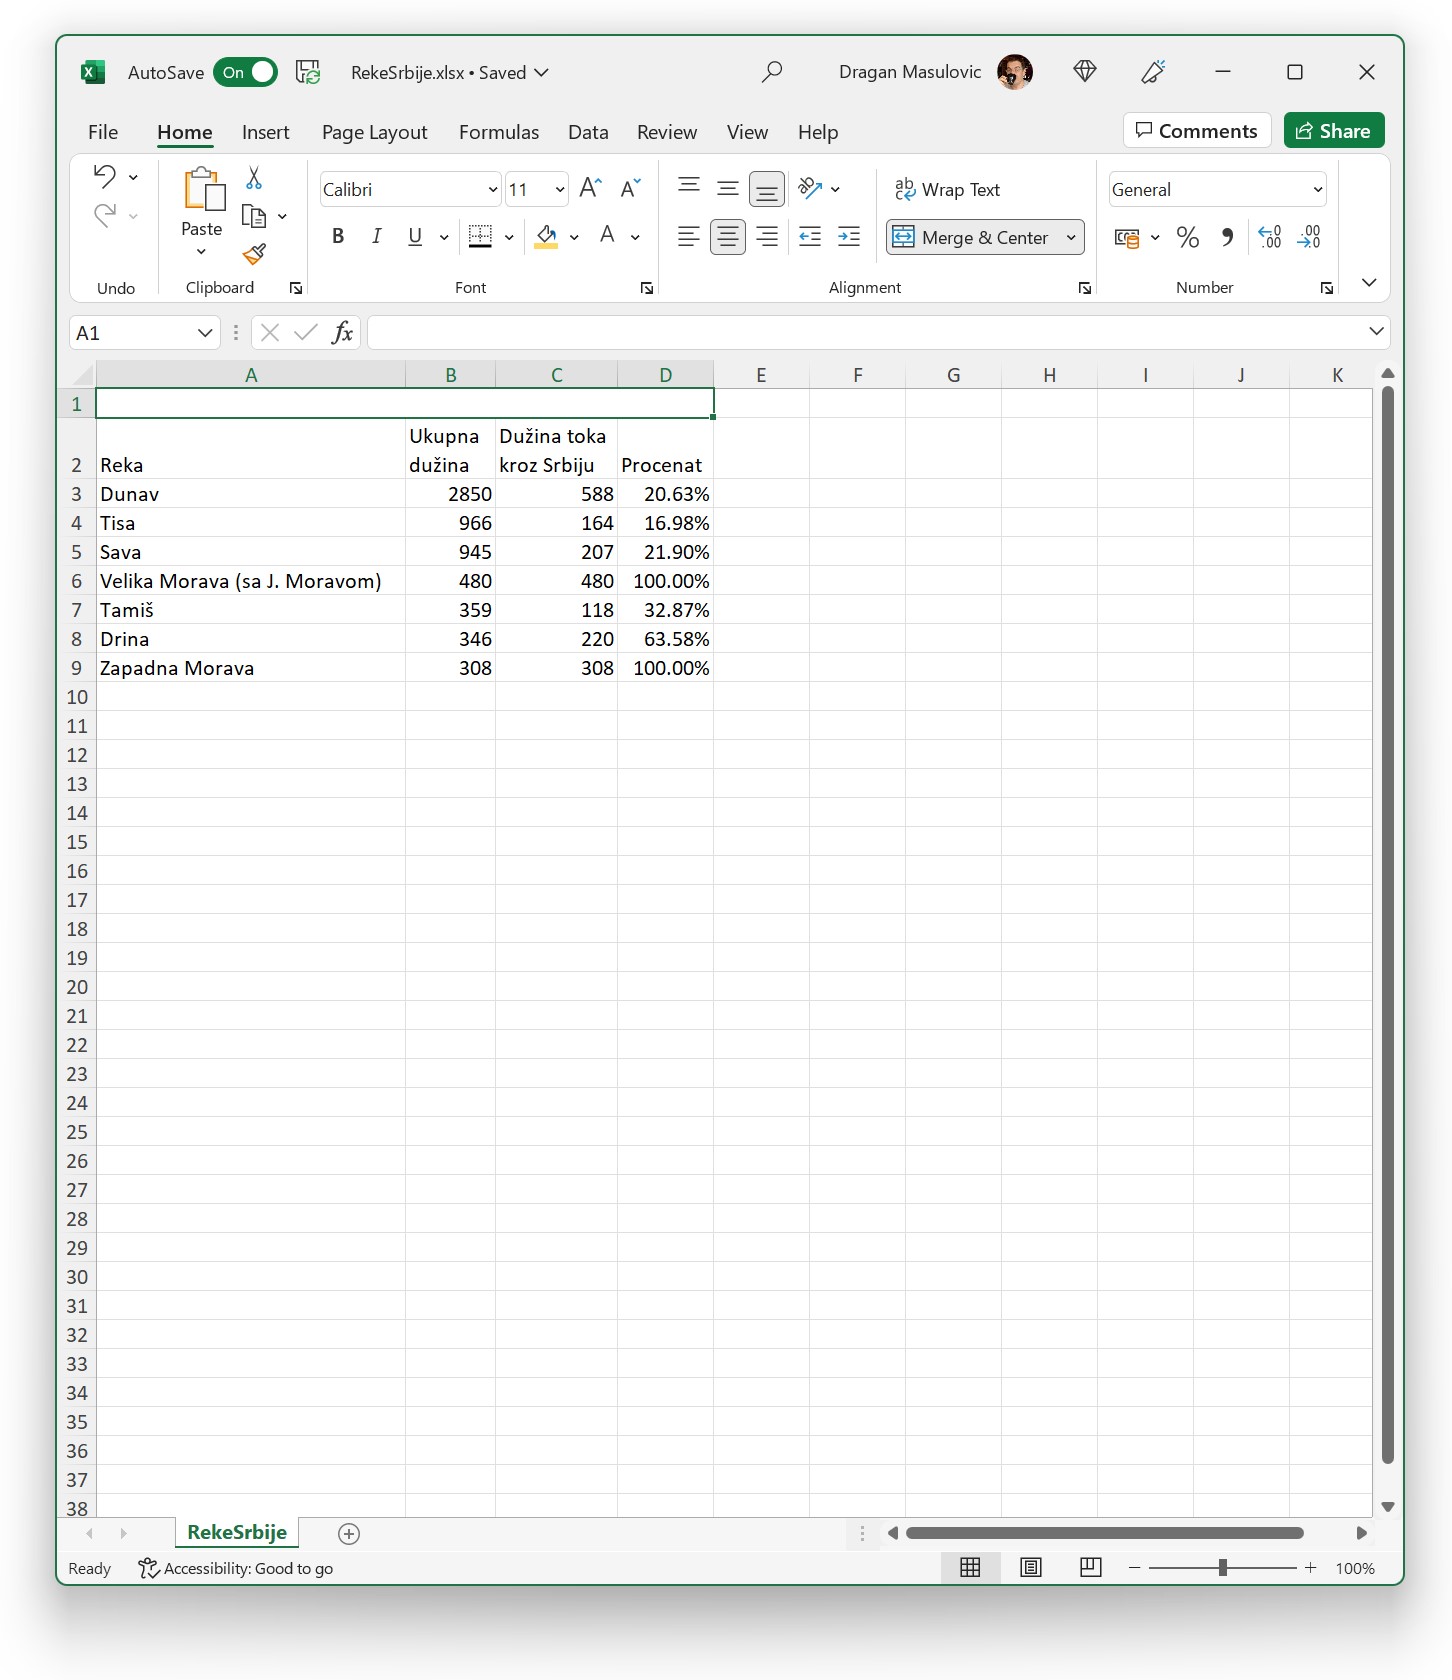 AutoSave On RekeSrbije.xlsx • Saved Dragan Masulovic
File Home Insert Page Layout Formulas Data Review View Help Comments Share
Calibri 11 Wrap Text General
Paste B I U A Merge & Center % 
Undo Clipboard Font Alignment Number
A1 fx
A B C D E F G H I J K
1
Ukupna Dužina toka
2 Reka dužina kroz Srbiju Procenat
3 Dunav 2850 588 20.63%
4 Tisa 966 164 16.98%
5 Sava 945 207 21.90%
6 Velika Morava (sa J. Moravom) 480 480 100.00%
7 Tamiš 359 118 32.87%
8 Drina 346 220 63.58%
9 Zapadna Morava 308 308 100.00%
10
11
12
13
14
15
16
17
18
19
20
21
22
23
24
25
26
27
28
29
30
31
32
33
34
35
36
37
38
RekeSrbije
Ready Accessibility: Good to go 100%